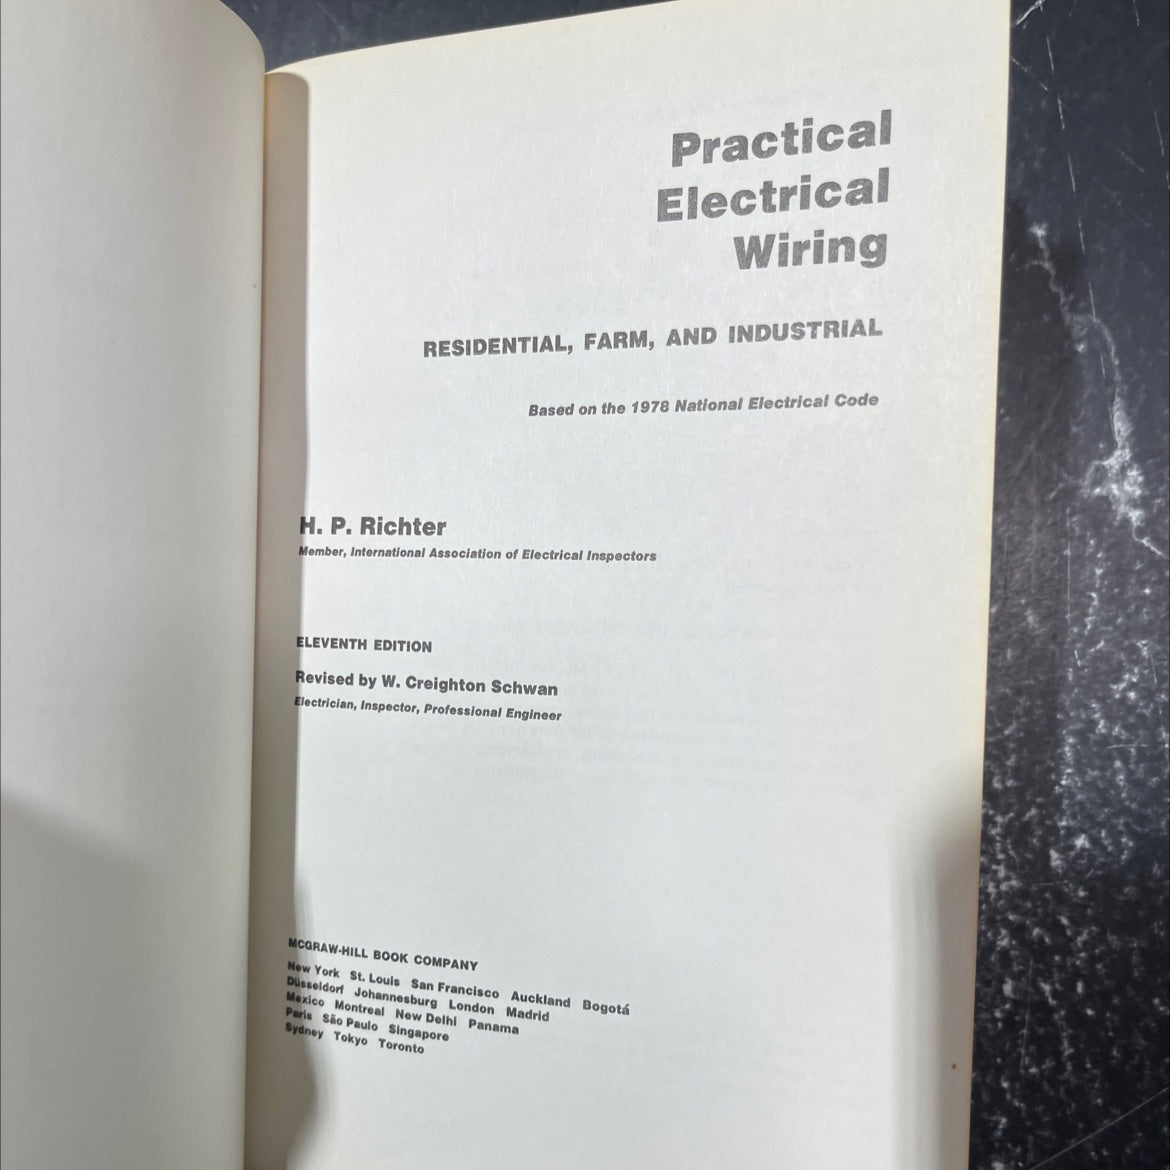 Practical
Electrical
Wiring
RESIDENTIAL, FARM, AND INDUSTRIAL
Based on the 1978 National Electrical Code
H. P. Richter
Member, International Association of Electrical Inspectors
ELEVENTH EDITION
Revised by W. Creighton Schwan
Electrician, Inspector, Professional Engineer
MCGRAW-HILL BOOK COMPANY
New York St. Louis San Francisco Auckland Bogotá
Düsseldorf Johannesburg London Madrid
Mexico Montreal New Delhi Panama
Paris São Paulo Singapore
Sydney Tokyo Toronto